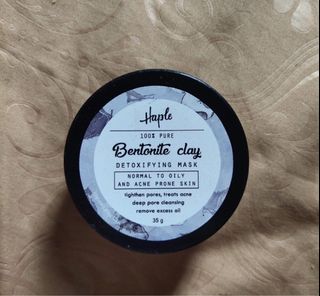 Haple
100% PURE
Bentonite clay
DETOXIFYING MASK
NORMAL TO OILY
AND ACNE PRONE SKIN
tighten pores, treats acne
deep pore cleansing
remove excess oil
35 g